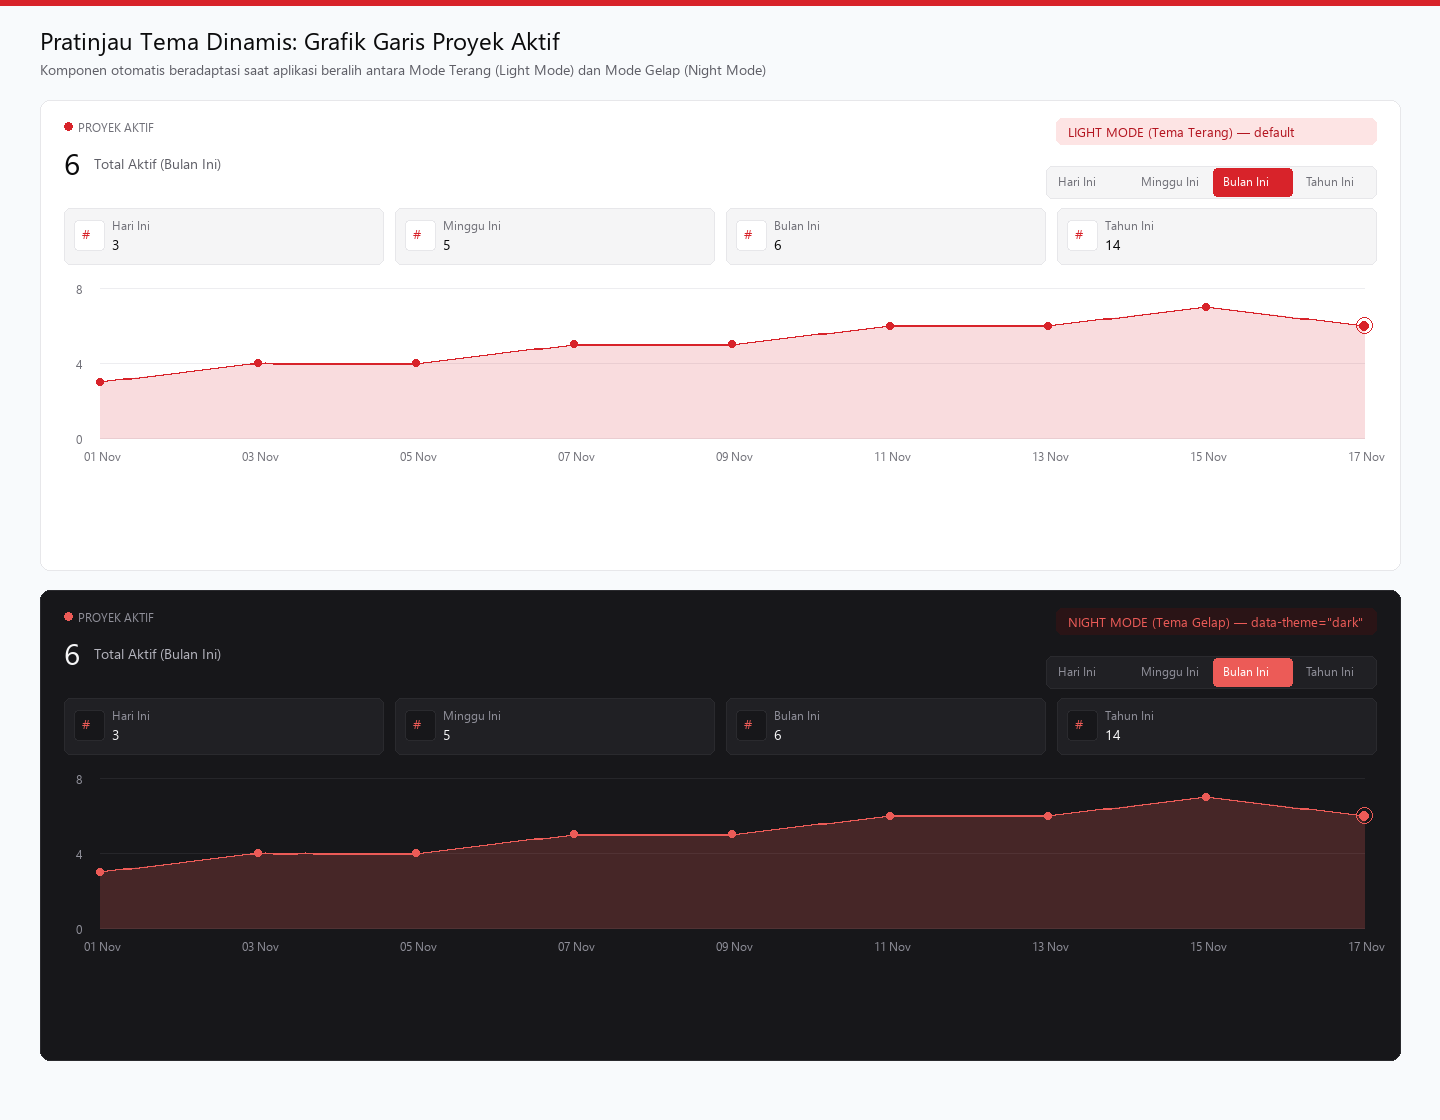 Pratinjau Tema Dinamis: Grafik Garis Proyek Aktif
Komponen otomatis beradaptasi saat aplikasi beralih antara Mode Terang (Light Mode) dan Mode Gelap (Night Mode)
PROYEK AKTIF
LIGHT MODE (Tema Terang) — default
6 Total Aktif (Bulan Ini)
Hari Ini Minggu Ini Bulan Ini Tahun Ini
# Hari Ini
3
# Minggu Ini
5
# Bulan Ini
6
# Tahun Ini
14
8
4
0
01 Nov 03 Nov 05 Nov 07 Nov 09 Nov 11 Nov 13 Nov 15 Nov 17 Nov
PROYEK AKTIF
NIGHT MODE (Tema Gelap) — data-theme="dark"
6 Total Aktif (Bulan Ini)
Hari Ini Minggu Ini Bulan Ini Tahun Ini
# Hari Ini
3
# Minggu Ini
5
# Bulan Ini
6
# Tahun Ini
14
8
4
0
01 Nov 03 Nov 05 Nov 07 Nov 09 Nov 11 Nov 13 Nov 15 Nov 17 Nov